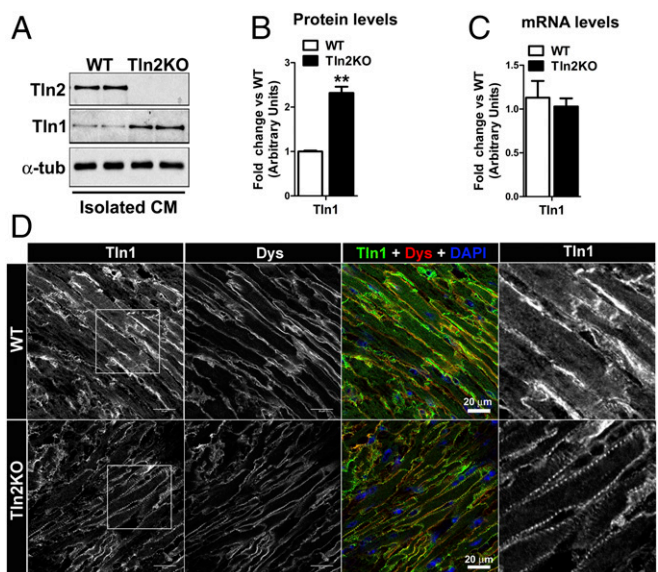 A
WT Tln2KO
Tln2
Tln1
α-tub
Isolated CM
B
Protein levels
WT
Tln2KO
Fold change vs WT
(Arbitrary Units)
3
2
1
0
**
Tln1
C
mRNA levels
WT
Tln2KO
Fold change vs WT
(Arbitrary Units)
1.5
1.0
0.5
0.0
Tln1
D
Tln1 Dys Tln1 + Dys + DAPI Tln1
WT
20 μm
Tln2KO
20 μm